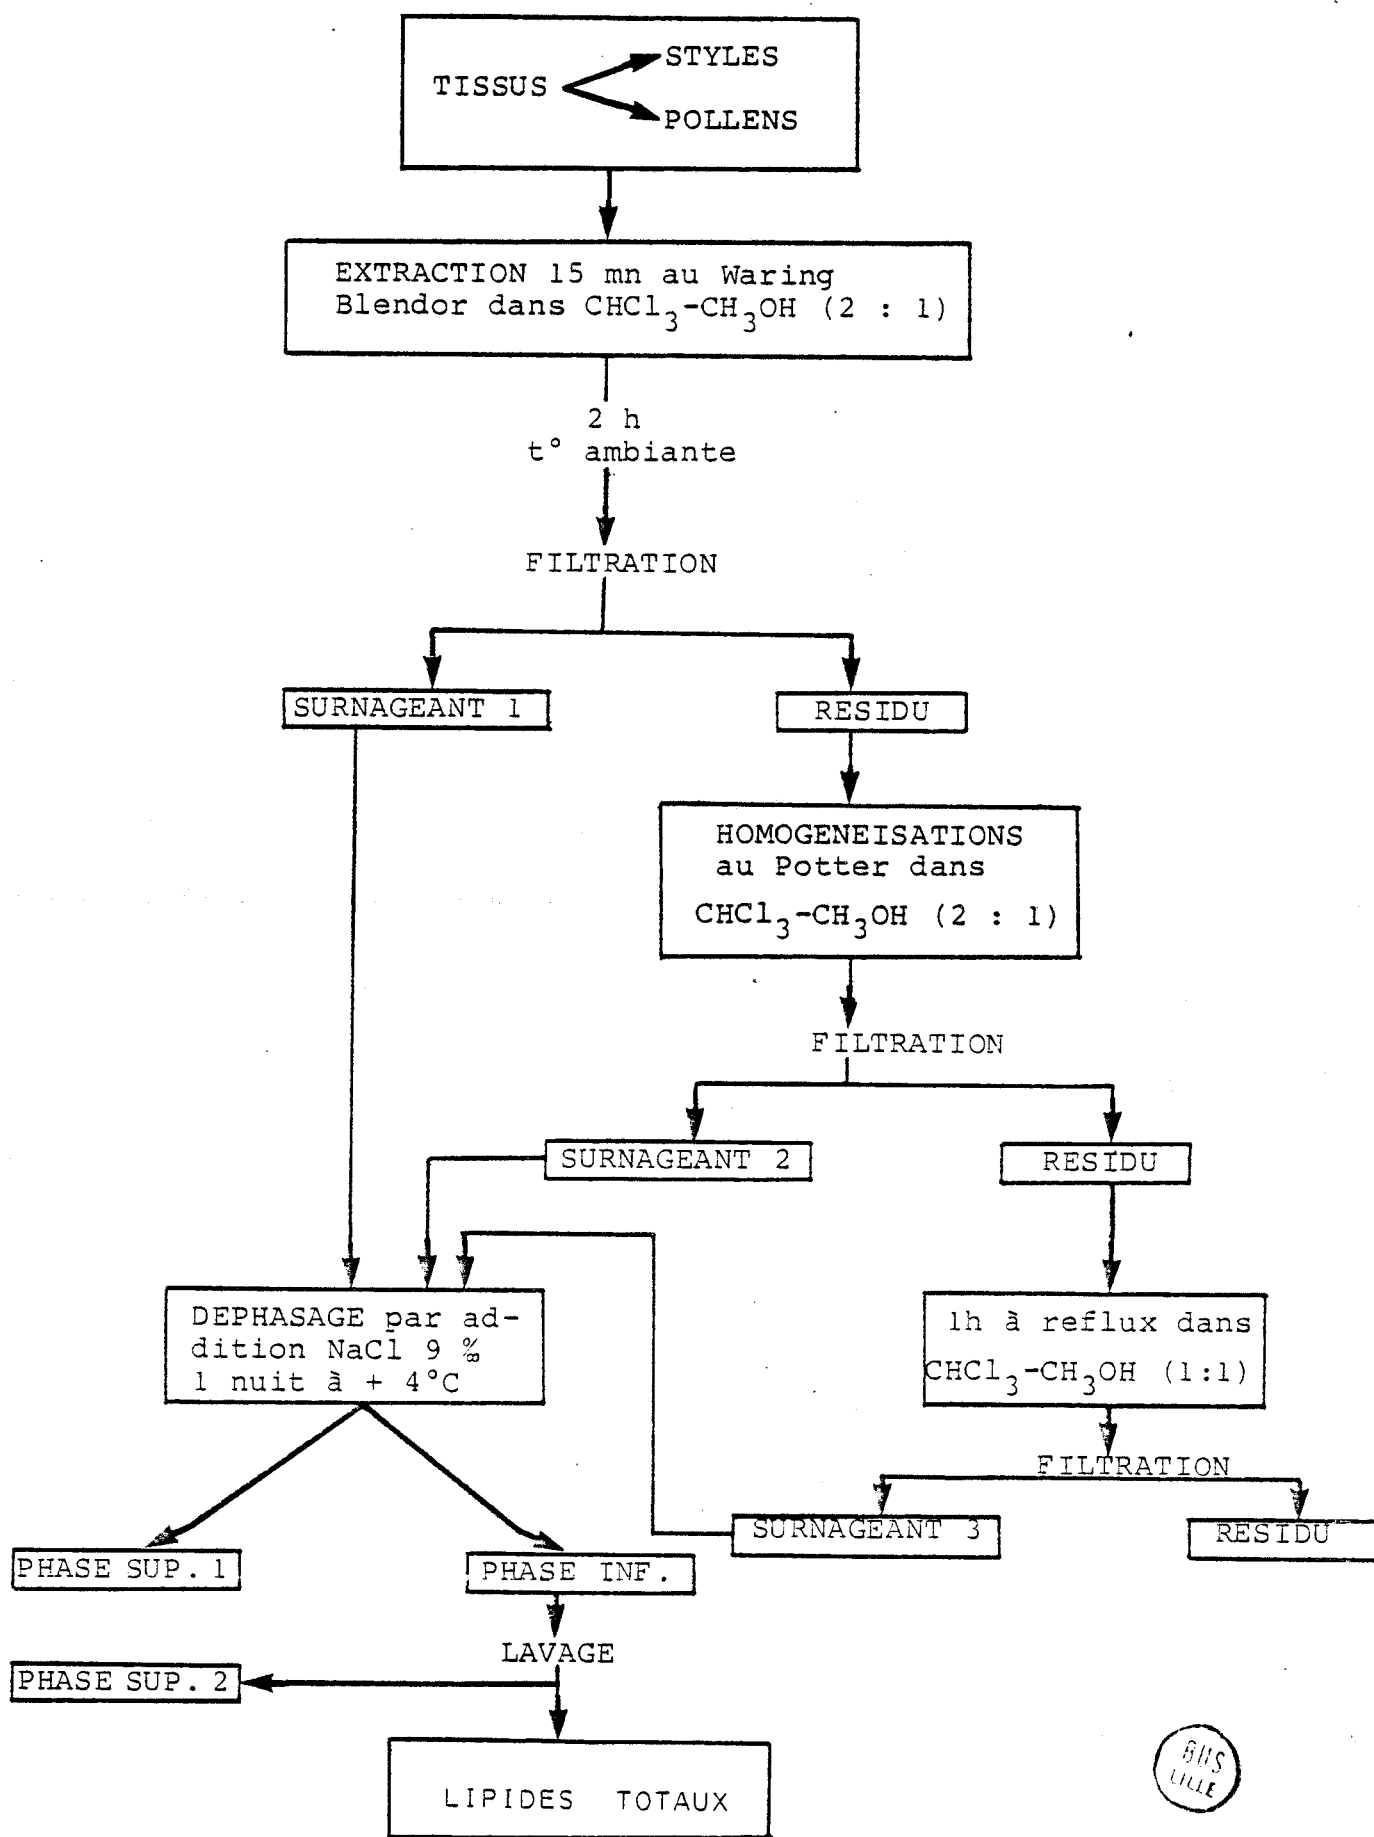 STYLES
TISSUS
POLLENS
EXTRACTION 15 mn au Waring
Blendor dans CHCl3-CH3OH (2 : 1)
2 h
t° ambiante
FILTRATION
SURNAGEANT 1
RESIDU
HOMOGENEISATIONS
au Potter dans
CHCl3-CH3OH (2 : 1)
FILTRATION
SURNAGEANT 2
RESIDU
DEPHASAGE par ad-
dition NaCl 9 ‰
1 nuit à + 4°C
1h à reflux dans
CHCl3-CH3OH (1:1)
FILTRATION
SURNAGEANT 3
RESIDU
PHASE SUP. 1
PHASE INF.
LAVAGE
PHASE SUP. 2
LIPIDES TOTAUX
BUS
LILLE